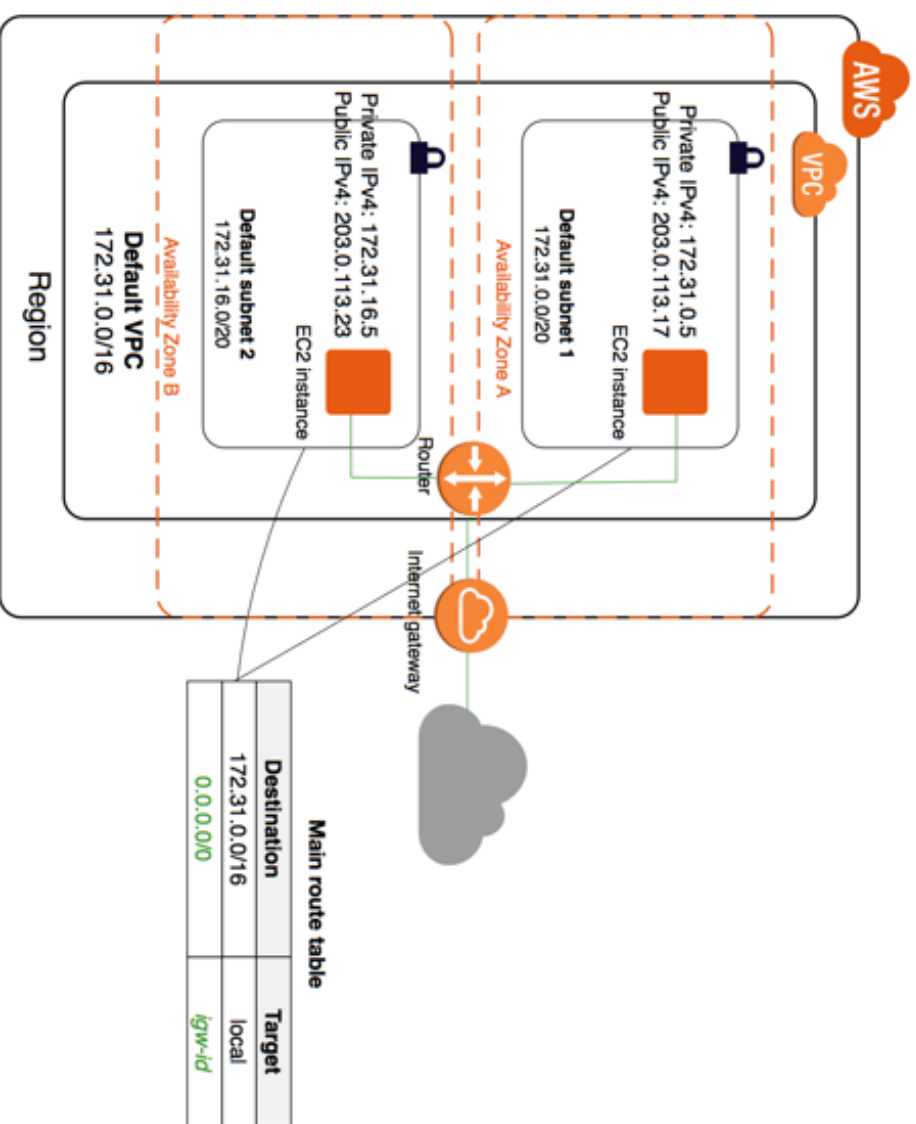 AWS
VPC
Private IPv4: 172.31.0.5
Public IPv4: 203.0.113.17
EC2 instance
Default subnet 1
172.31.0.0/20
Availability Zone A
Private IPv4: 172.31.16.5
Public IPv4: 203.0.113.23
EC2 instance
Default subnet 2
172.31.16.0/20
Availability Zone B
Router
Internet gateway
Default VPC
172.31.0.0/16
Region
Main route table
Destination Target
172.31.0.0/16 local
0.0.0.0/0 igw-id